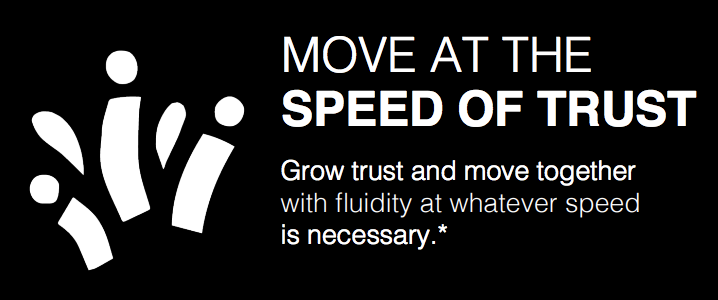 MOVE AT THE
SPEED OF TRUST
Grow trust and move together
with fluidity at whatever speed
is necessary.*